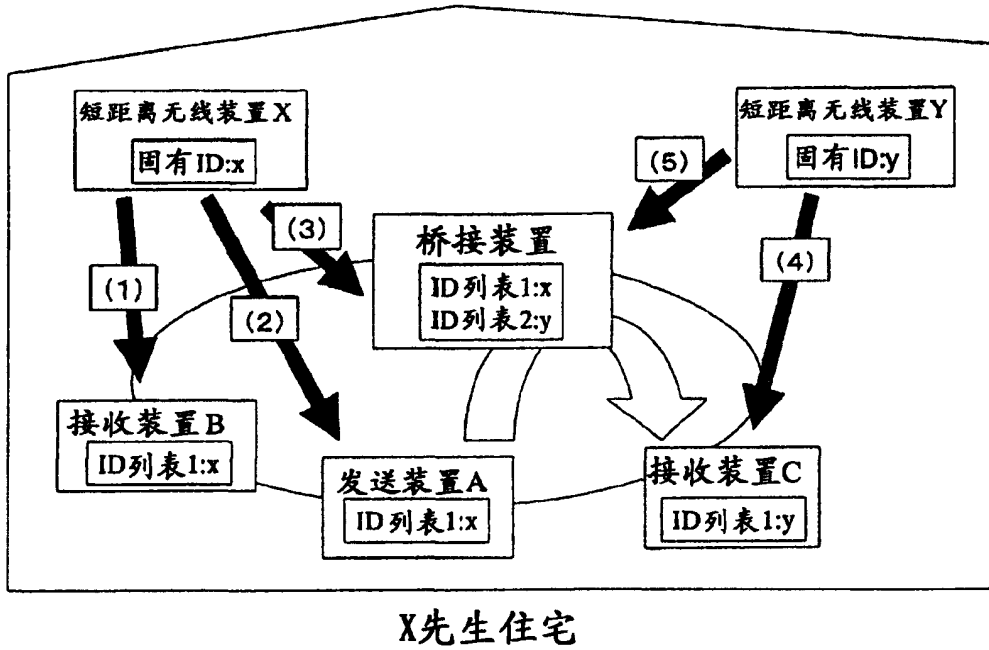 短距离无线装置X
固有ID:x
短距离无线装置Y
固有ID:y
(5)
(3)
桥接装置
(4)
(1)
ID列表1:x
ID列表2:y
(2)
接收装置B
ID列表1:x
发送装置A
ID列表1:x
接收装置C
ID列表1:y
X先生住宅